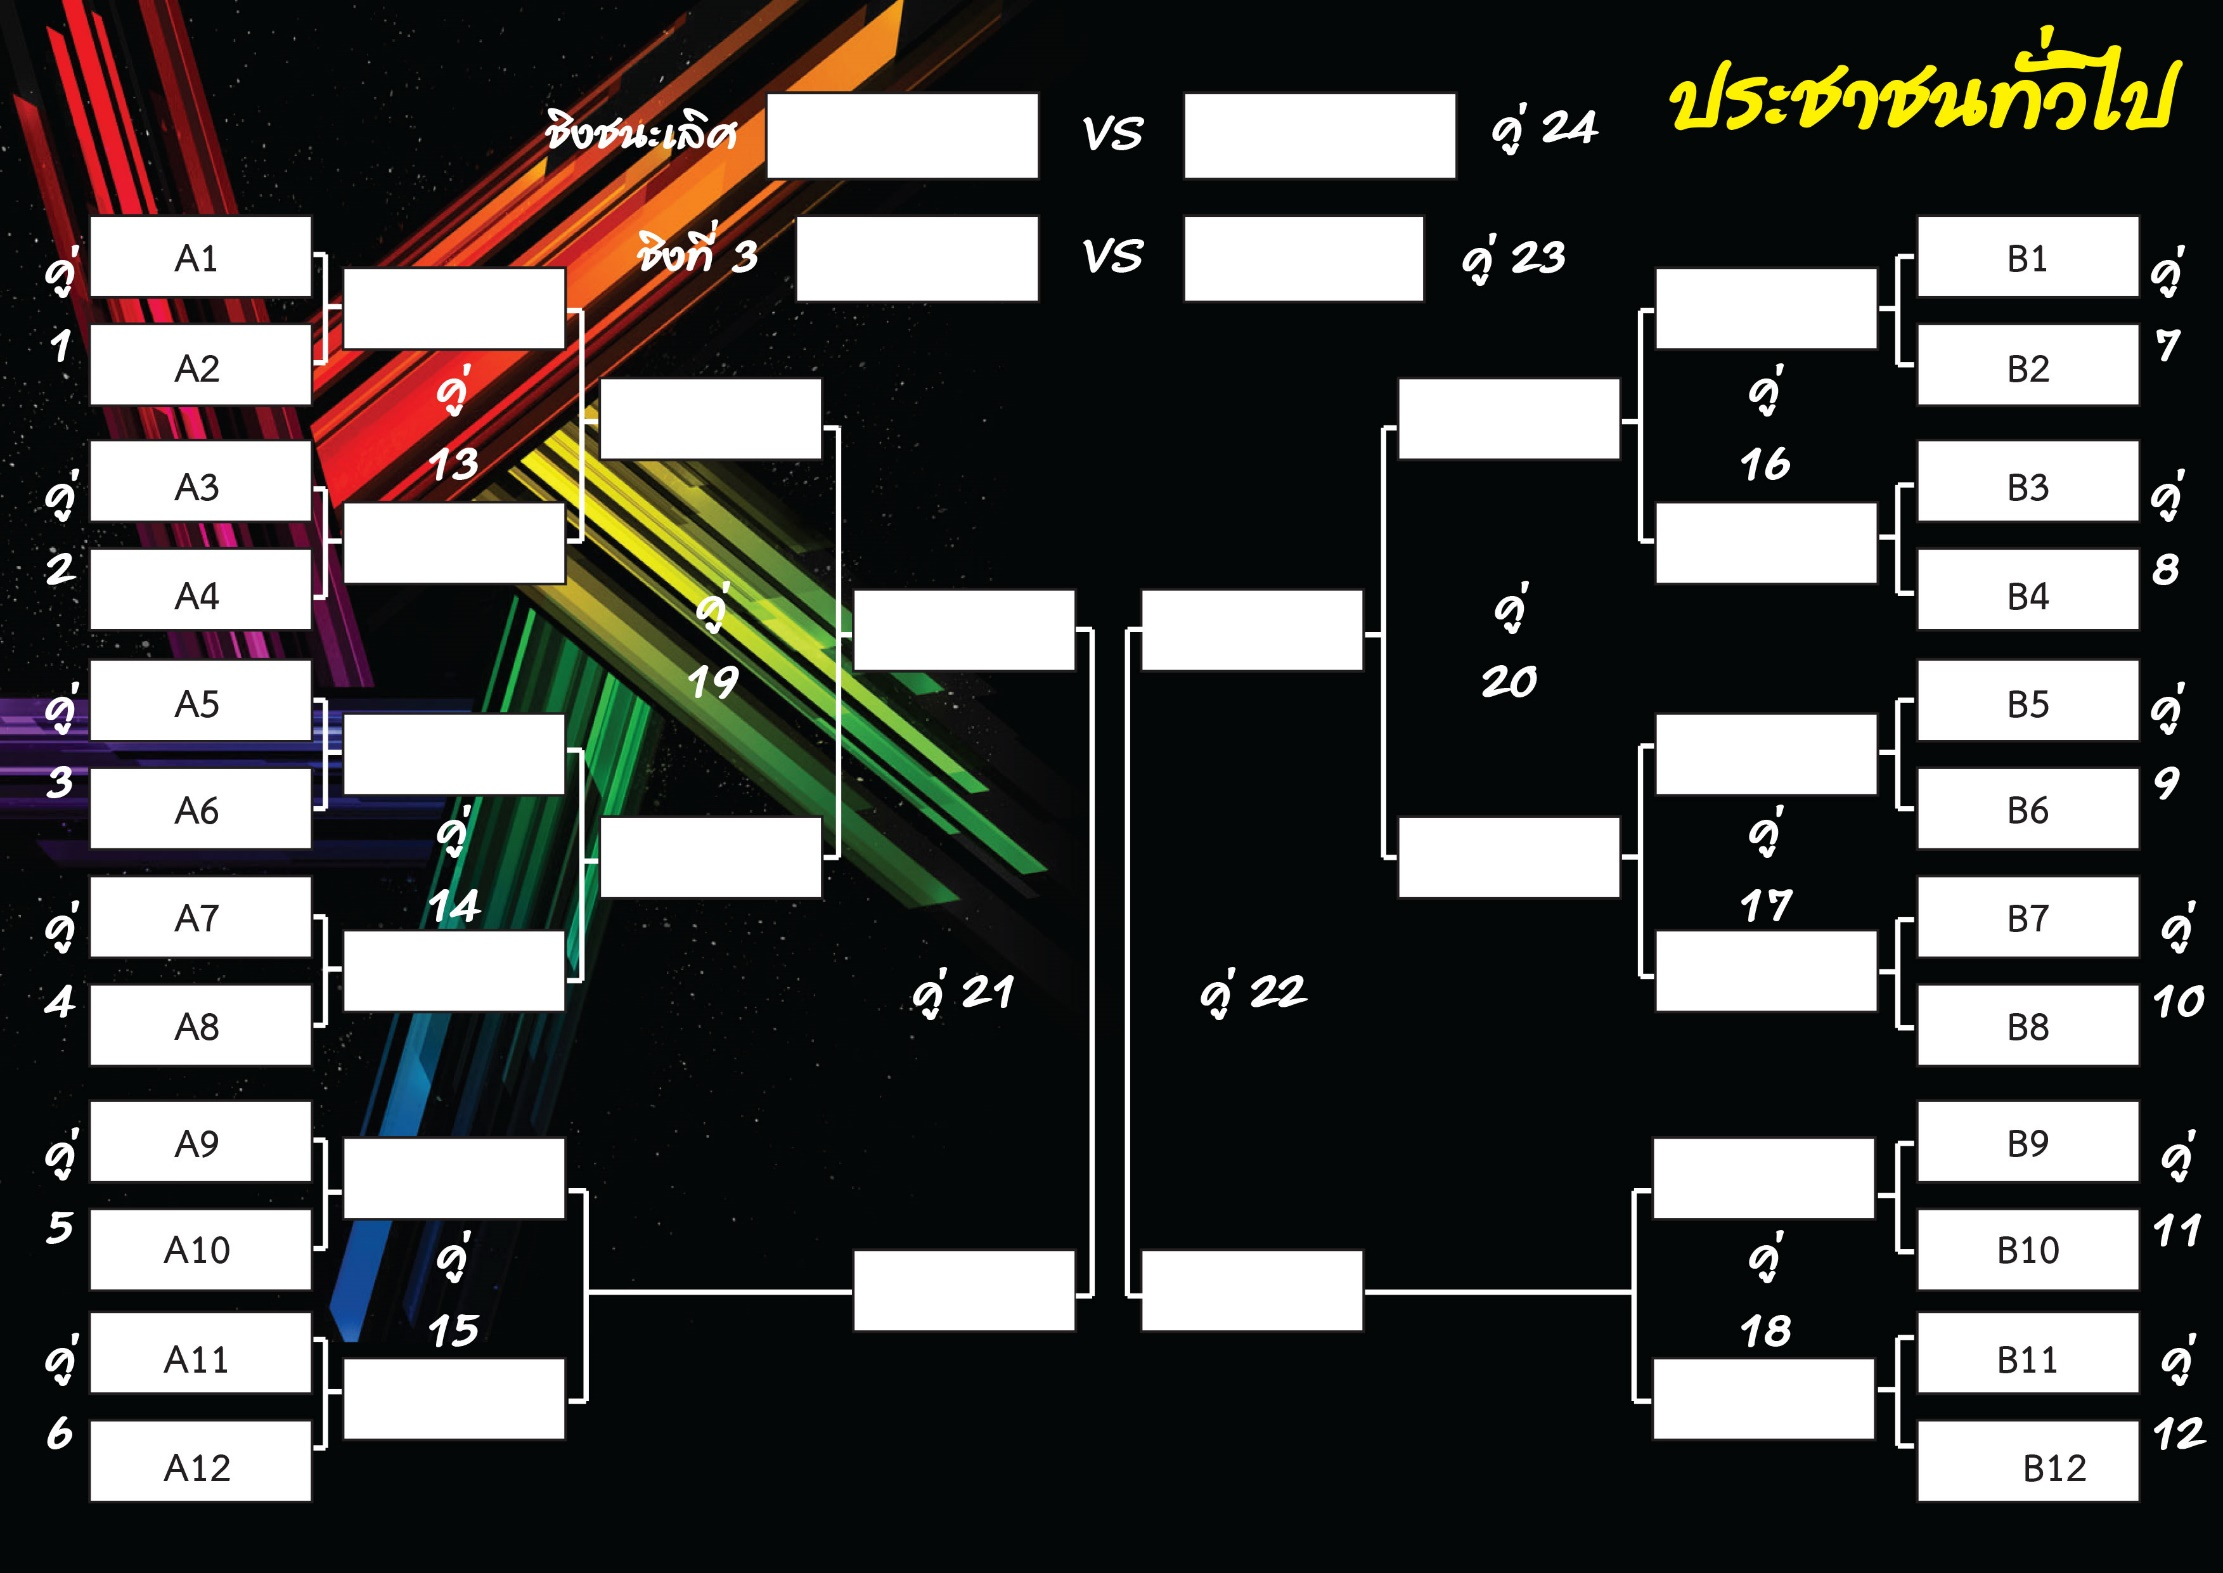 ประชาชนทั่วไป
ชิงชนะเลิศ VS คู่ 24
ชิงที่ 3 VS คู่ 23
คู่ 1
A1
A2
คู่ 2
A3
A4
คู่ 3
A5
A6
คู่ 4
A7
A8
คู่ 5
A9
A10
คู่ 6
A11
A12
คู่ 13
คู่ 14
คู่ 15
คู่ 19
คู่ 21
คู่ 22
คู่ 20
คู่ 16
คู่ 17
คู่ 18
B1
B2
คู่ 7
B3
B4
คู่ 8
B5
B6
คู่ 9
B7
B8
คู่ 10
B9
B10
คู่ 11
B11
B12
คู่ 12